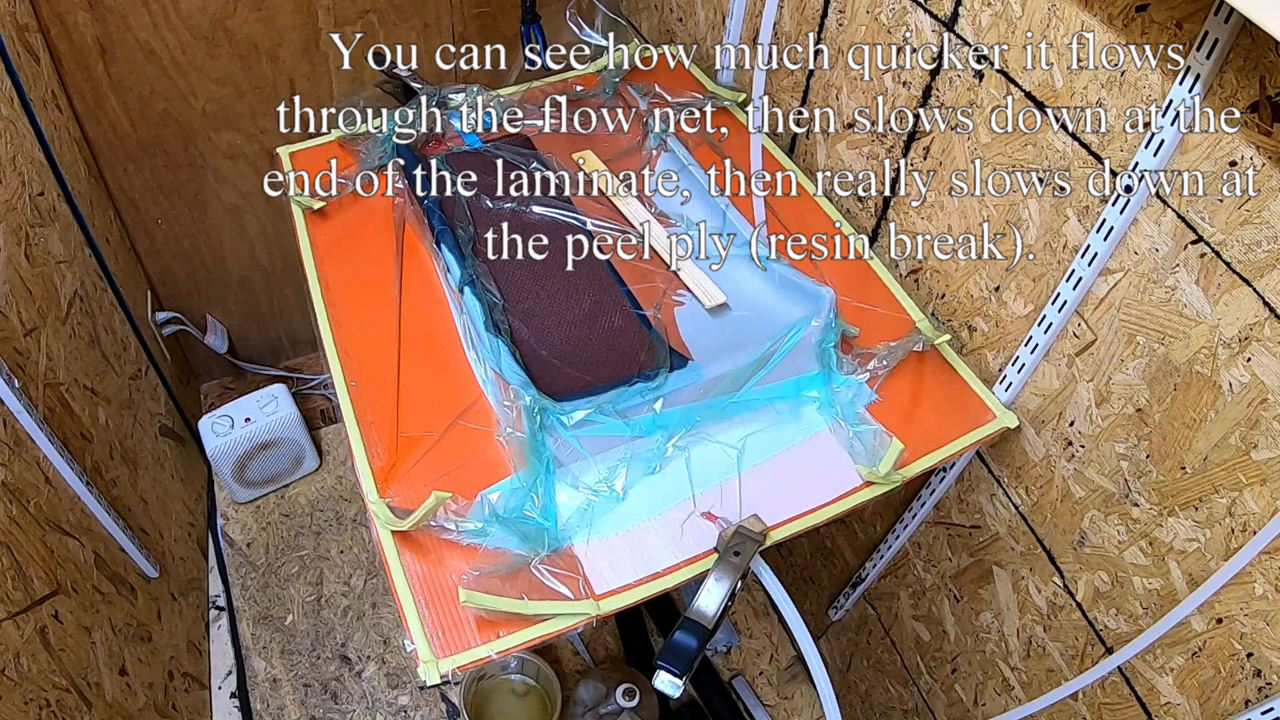 You can see how much quicker it flows
through the flow net, then slows down at the
end of the laminate, then really slows down at
the peel ply (resin break).